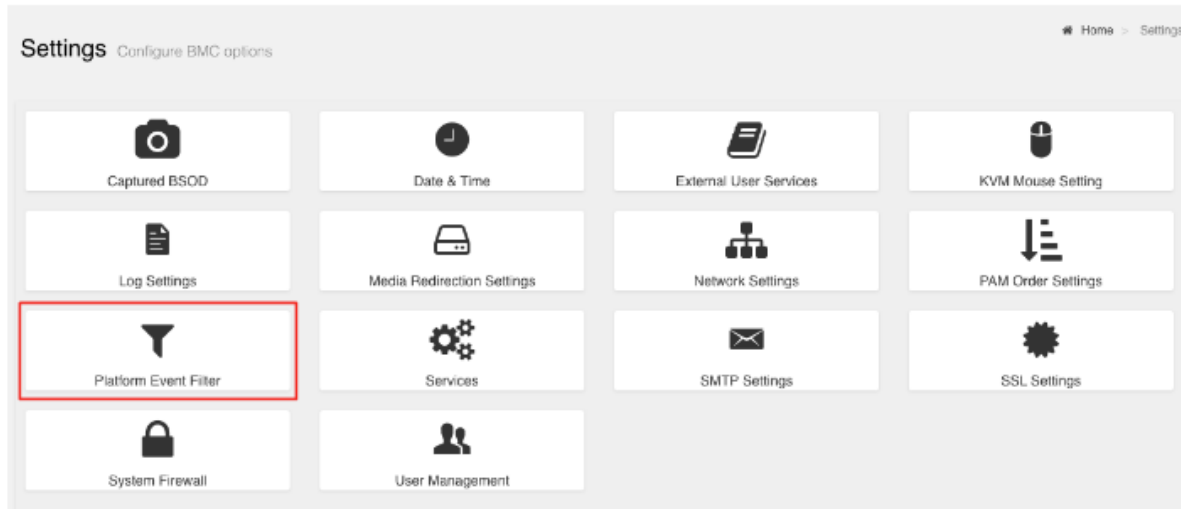 Settings Configure BMC options
Home > Settings
Captured BSOD
Date & Time
External User Services
KVM Mouse Setting
Log Settings
Media Redirection Settings
Network Settings
PAM Order Settings
Platform Event Filter
Services
SMTP Settings
SSL Settings
System Firewall
User Management